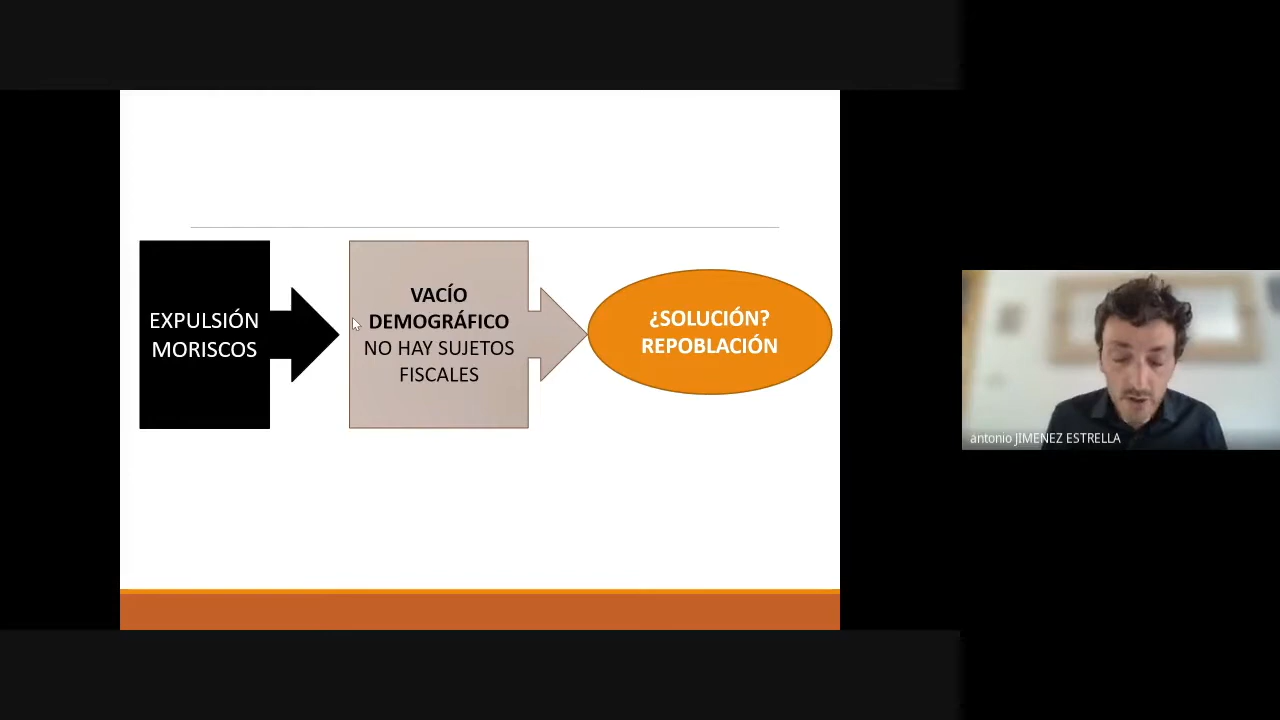 EXPULSIÓN
MORISCOS
VACÍO
DEMOGRÁFICO
NO HAY SUJETOS
FISCALES
¿SOLUCIÓN?
REPOBLACIÓN
antonio JIMENEZ ESTRELLA